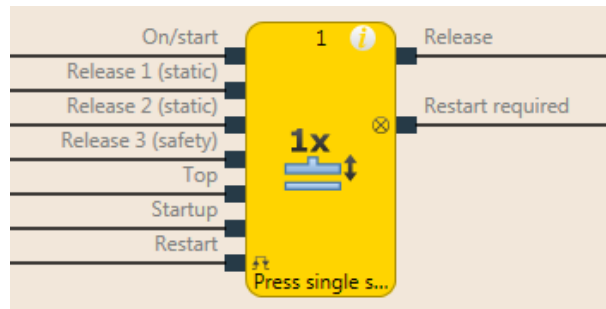 On/start
Release 1 (static)
Release 2 (static)
Release 3 (safety)
Top
Startup
Restart
1 i
1x
Press single s...
Release
Restart required